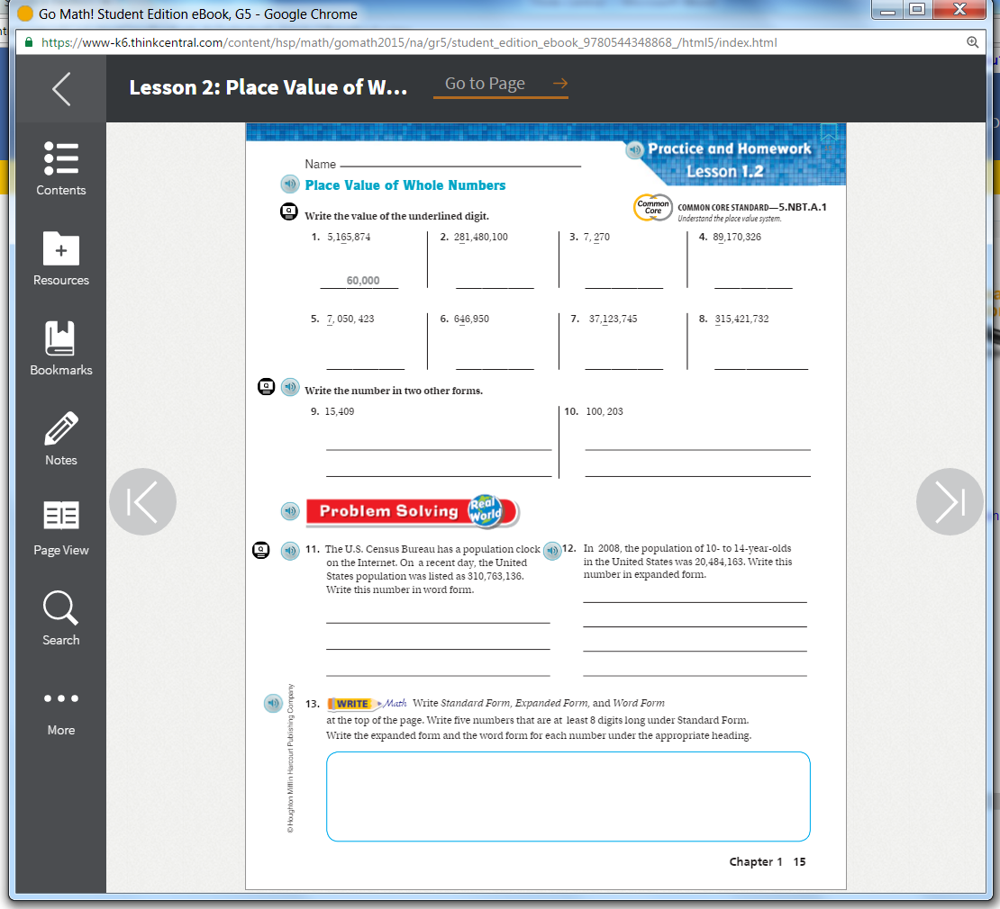 Go Math! Student Edition eBook, G5 - Google Chrome
https://www-k6.thinkcentral.com/content/hsp/math/gomath2015/na/gr5/student_edition_ebook_9780544348868_/html5/index.html
Lesson 2: Place Value of W...
Go to Page
Contents
Resources
Bookmarks
Notes
Page View
Search
More
Practice and Homework
Lesson 1.2
Name
Place Value of Whole Numbers
Common Core
COMMON CORE STANDARD—5.NBT.A.1
Understand the place value system.
Write the value of the underlined digit.
1. 5,165,874
2. 281,480,100
3. 7, 270
4. 89,170,326
60,000
5. 7, 050, 423
6. 646,950
7. 37,123,745
8. 315,421,732
Write the number in two other forms.
9. 15,409
10. 100, 203
Problem Solving Real World
11. The U.S. Census Bureau has a population clock
on the Internet. On a recent day, the United
States population was listed as 310,763,136.
Write this number in word form.
12. In 2008, the population of 10- to 14-year-olds
in the United States was 20,484,163. Write this
number in expanded form.
13. WRITE Math Write Standard Form, Expanded Form, and Word Form
at the top of the page. Write five numbers that are at least 8 digits long under Standard Form.
Write the expanded form and the word form for each number under the appropriate heading.
© Houghton Mifflin Harcourt Publishing Company
Chapter 1 15